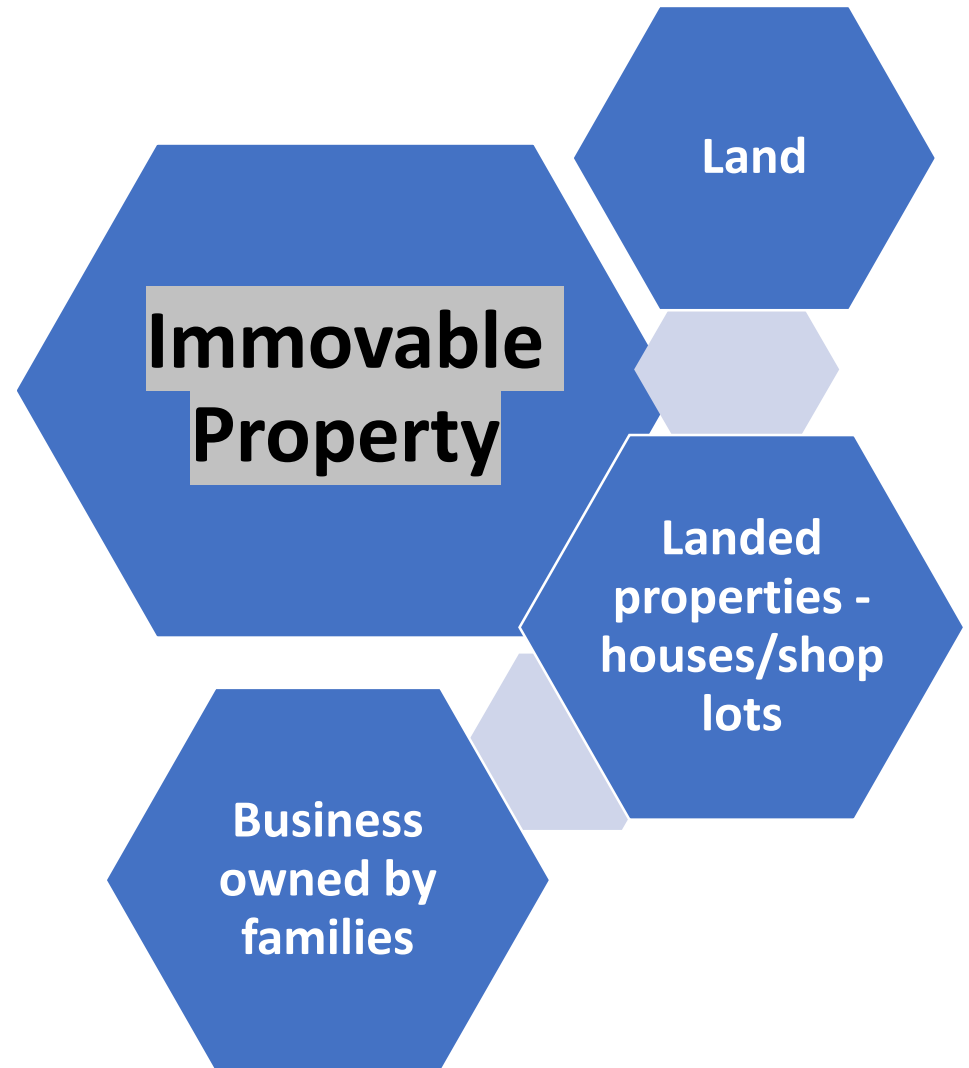 Land
Immovable
Property
Landed
properties -
houses/shop
lots
Business
owned by
families